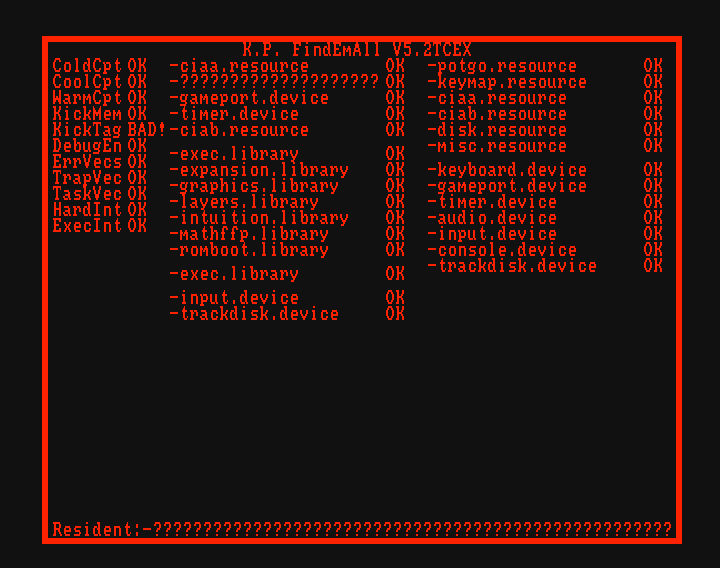 K.P. FindEmAll V5.2TCEX
ColdCpt OK
CoolCpt OK
WarmCpt OK
KickMem OK
KickTag BAD!
DebugEn OK
ErrVecs OK
TrapVec OK
TaskVec OK
HardInt OK
ExecInt OK
-ciaa.resource OK
-???????????????????? OK
-gameport.device OK
-timer.device OK
-ciab.resource OK
-exec.library OK
-expansion.library OK
-graphics.library OK
-layers.library OK
-intuition.library OK
-mathffp.library OK
-romboot.library OK
-exec.library OK
-input.device OK
-trackdisk.device OK
-potgo.resource OK
-keymap.resource OK
-ciaa.resource OK
-ciab.resource OK
-disk.resource OK
-misc.resource OK
-keyboard.device OK
-gameport.device OK
-timer.device OK
-audio.device OK
-input.device OK
-console.device OK
-trackdisk.device OK
Resident:-????????????????????????????????????????????????????